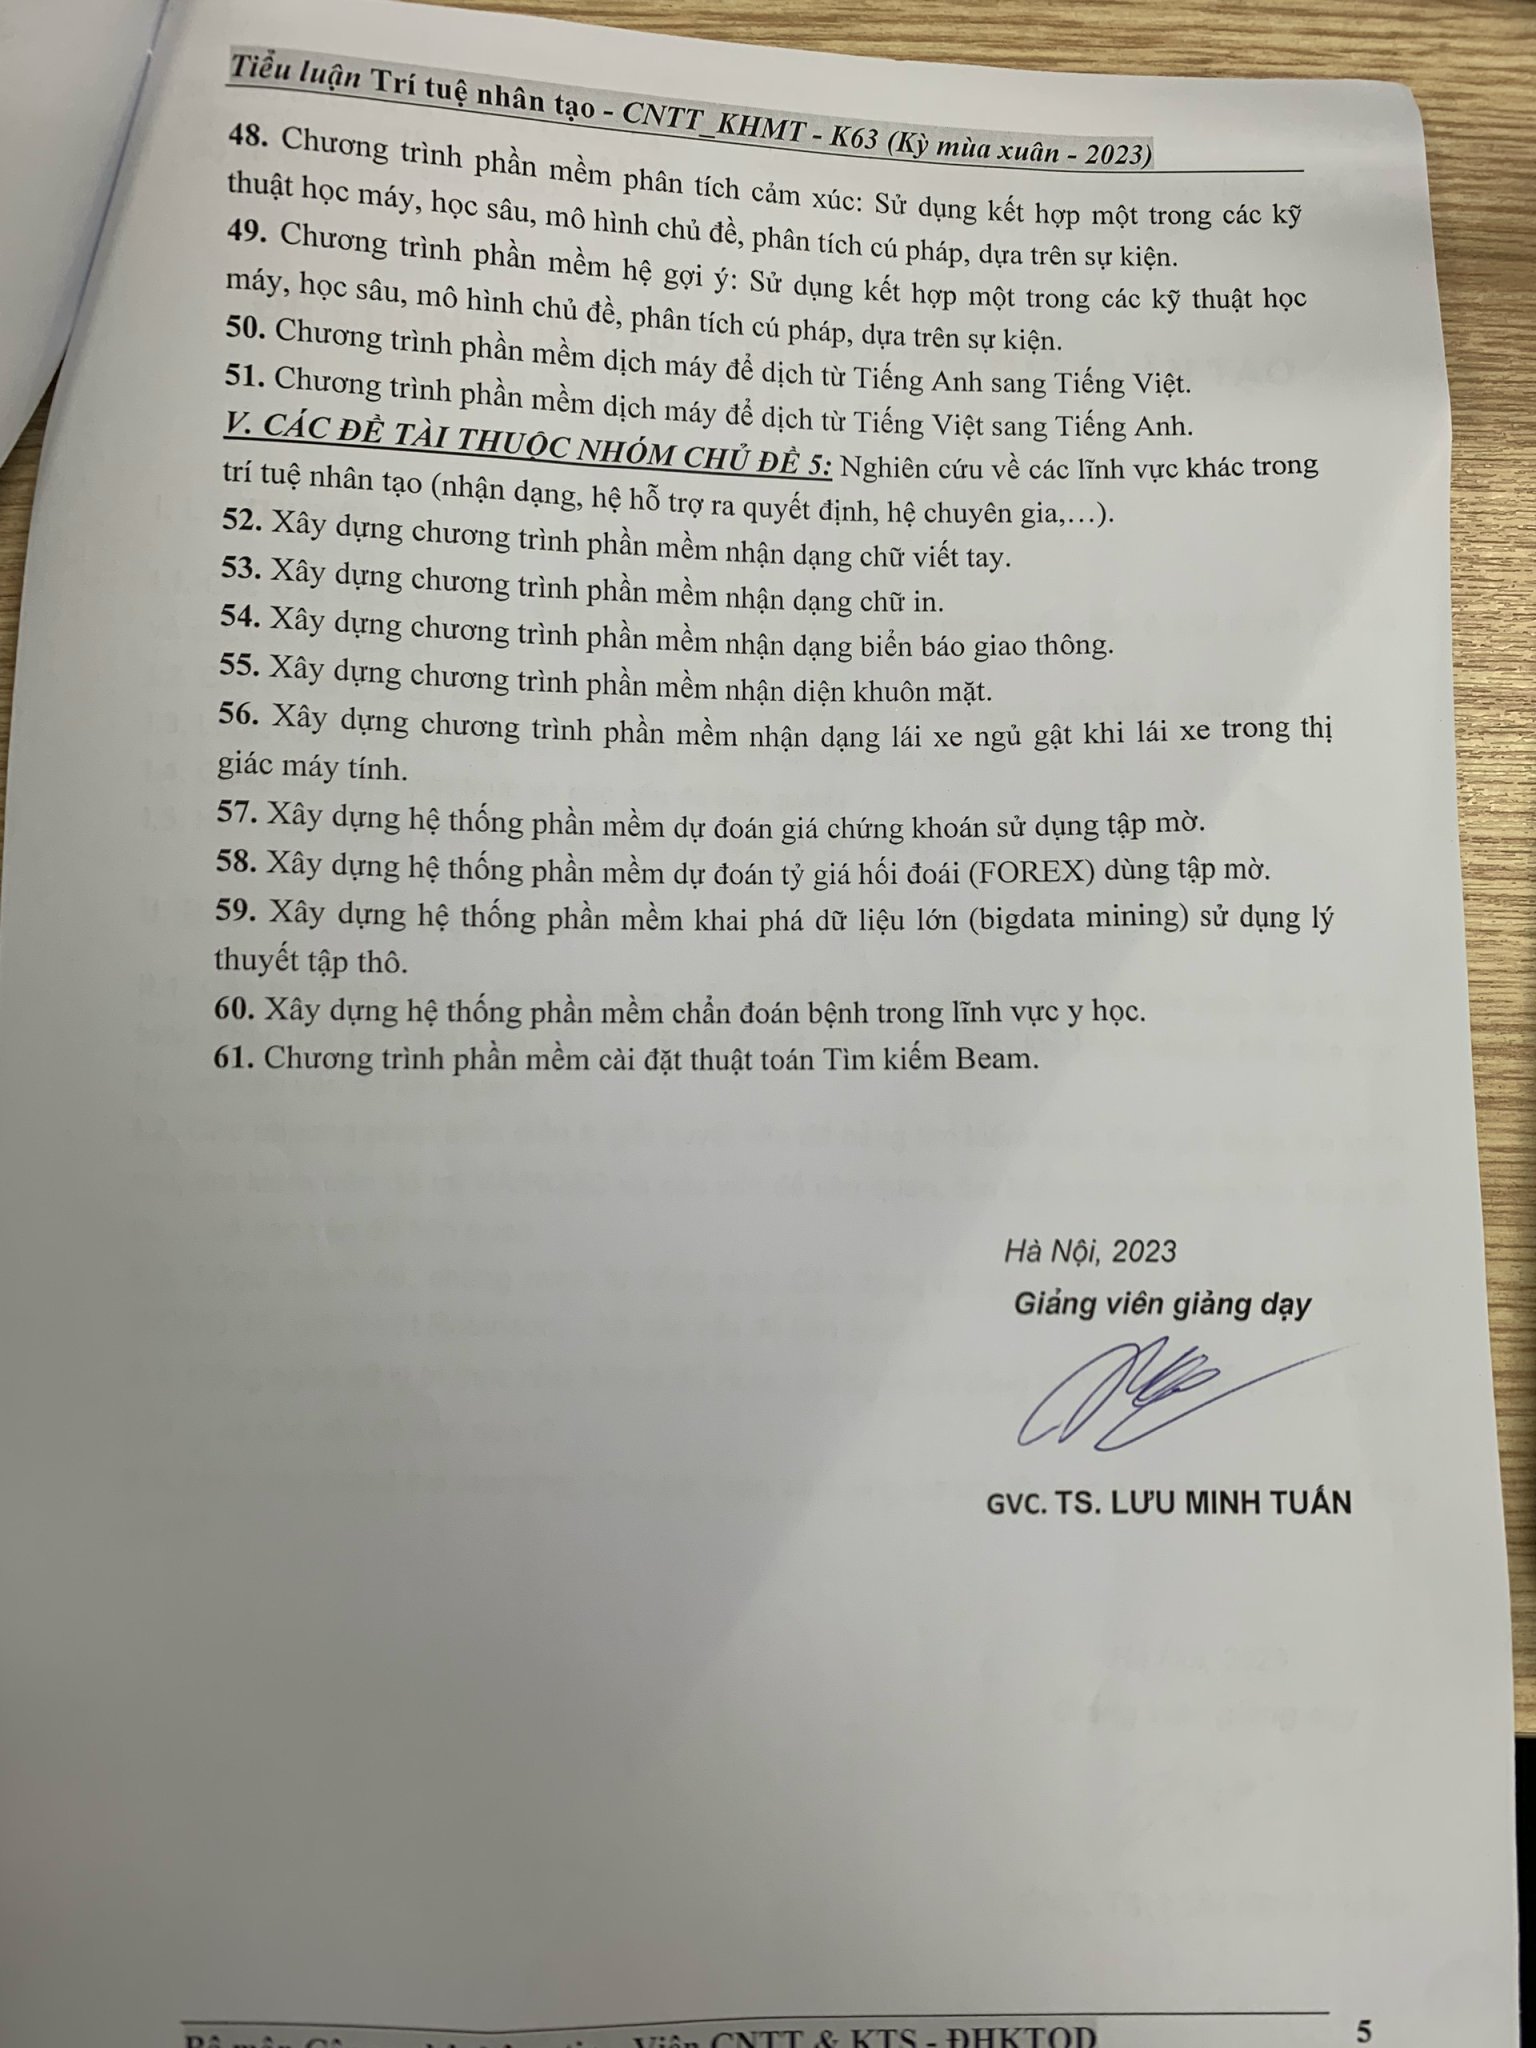 Tiểu luận Trí tuệ nhân tạo - CNTT_KHMT - K63 (Kỳ mùa xuân - 2023)
48. Chương trình phần mềm phân tích cảm xúc: Sử dụng kết hợp một trong các kỹ
thuật học máy, học sâu, mô hình chủ đề, phân tích cú pháp, dựa trên sự kiện.
49. Chương trình phần mềm hệ gợi ý: Sử dụng kết hợp một trong các kỹ thuật học
máy, học sâu, mô hình chủ đề, phân tích cú pháp, dựa trên sự kiện.
50. Chương trình phần mềm dịch máy để dịch từ Tiếng Anh sang Tiếng Việt.
51. Chương trình phần mềm dịch máy để dịch từ Tiếng Việt sang Tiếng Anh.
V. CÁC ĐỀ TÀI THUỘC NHÓM CHỦ ĐỀ 5: Nghiên cứu về các lĩnh vực khác trong
trí tuệ nhân tạo (nhận dạng, hệ hỗ trợ ra quyết định, hệ chuyên gia,…).
52. Xây dựng chương trình phần mềm nhận dạng chữ viết tay.
53. Xây dựng chương trình phần mềm nhận dạng chữ in.
54. Xây dựng chương trình phần mềm nhận dạng biển báo giao thông.
55. Xây dựng chương trình phần mềm nhận diện khuôn mặt.
56. Xây dựng chương trình phần mềm nhận dạng lái xe ngủ gật khi lái xe trong thị
giác máy tính.
57. Xây dựng hệ thống phần mềm dự đoán giá chứng khoán sử dụng tập mờ.
58. Xây dựng hệ thống phần mềm dự đoán tỷ giá hối đoái (FOREX) dùng tập mờ.
59. Xây dựng hệ thống phần mềm khai phá dữ liệu lớn (bigdata mining) sử dụng lý
thuyết tập thô.
60. Xây dựng hệ thống phần mềm chẩn đoán bệnh trong lĩnh vực y học.
61. Chương trình phần mềm cài đặt thuật toán Tìm kiếm Beam.
Hà Nội, 2023
Giảng viên giảng dạy
GVC. TS. LƯU MINH TUẤN
Viện CNTT & KTS - ĐHKTQD
5